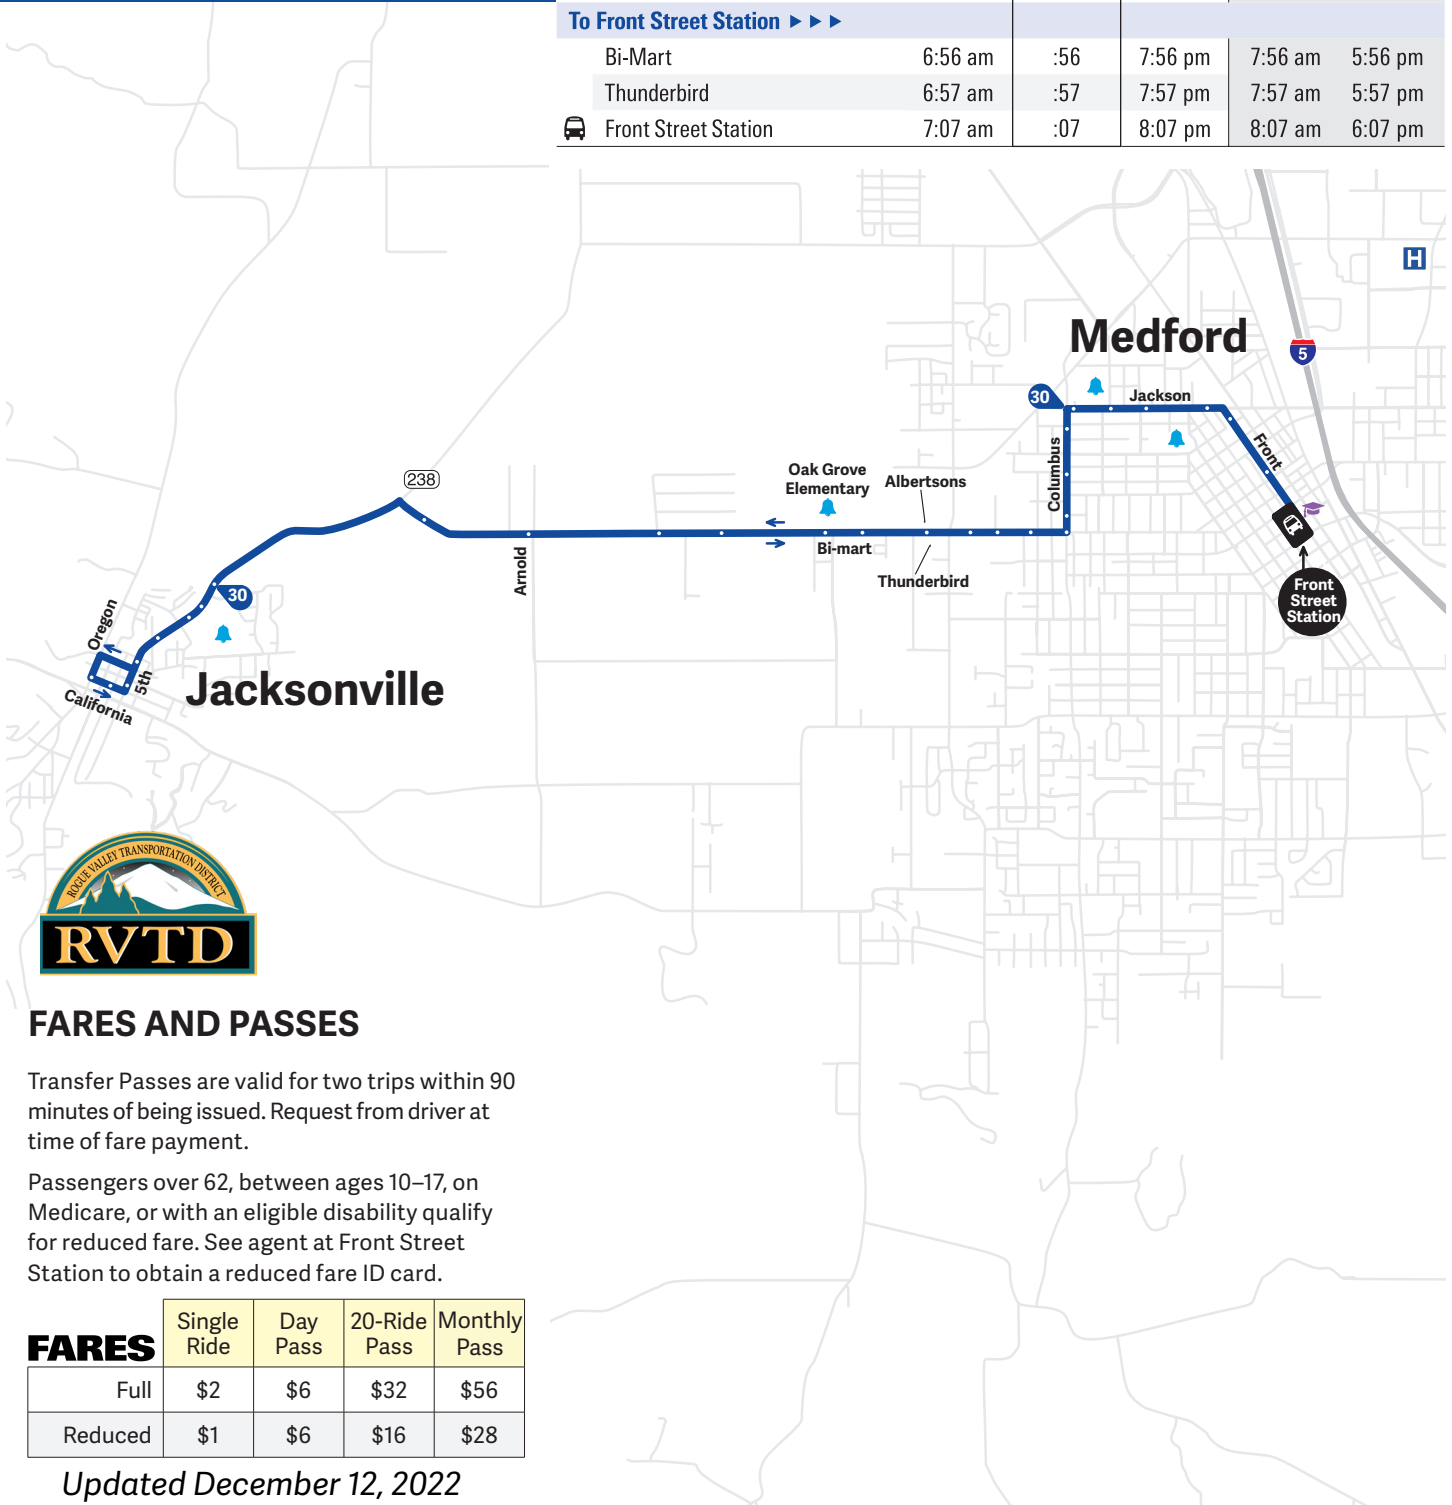 To Front Street Station ▶ ▶ ▶
Bi-Mart 6:56 am :56 7:56 pm 7:56 am 5:56 pm
Thunderbird 6:57 am :57 7:57 pm 7:57 am 5:57 pm
Front Street Station 7:07 am :07 8:07 pm 8:07 am 6:07 pm
H
Medford
5
30
Jackson
Front
Columbus
238
Oak Grove
Elementary
Albertsons
Bi-mart
Thunderbird
Arnold
Front
Street
Station
30
Oregon
5th
California
Jacksonville
ROGUE VALLEY TRANSPORTATION DISTRICT
RVTD
FARES AND PASSES
Transfer Passes are valid for two trips within 90
minutes of being issued. Request from driver at
time of fare payment.
Passengers over 62, between ages 10–17, on
Medicare, or with an eligible disability qualify
for reduced fare. See agent at Front Street
Station to obtain a reduced fare ID card.
FARES
Single
Ride
Day
Pass
20-Ride
Pass
Monthly
Pass
Full $2 $6 $32 $56
Reduced $1 $6 $16 $28
Updated December 12, 2022